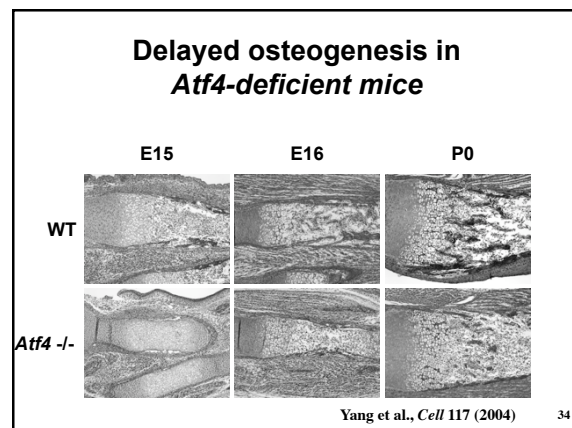 Delayed osteogenesis in
Atf4-deficient mice
E15 E16 P0
WT
Atf4 -/-
Yang et al., Cell 117 (2004) 34